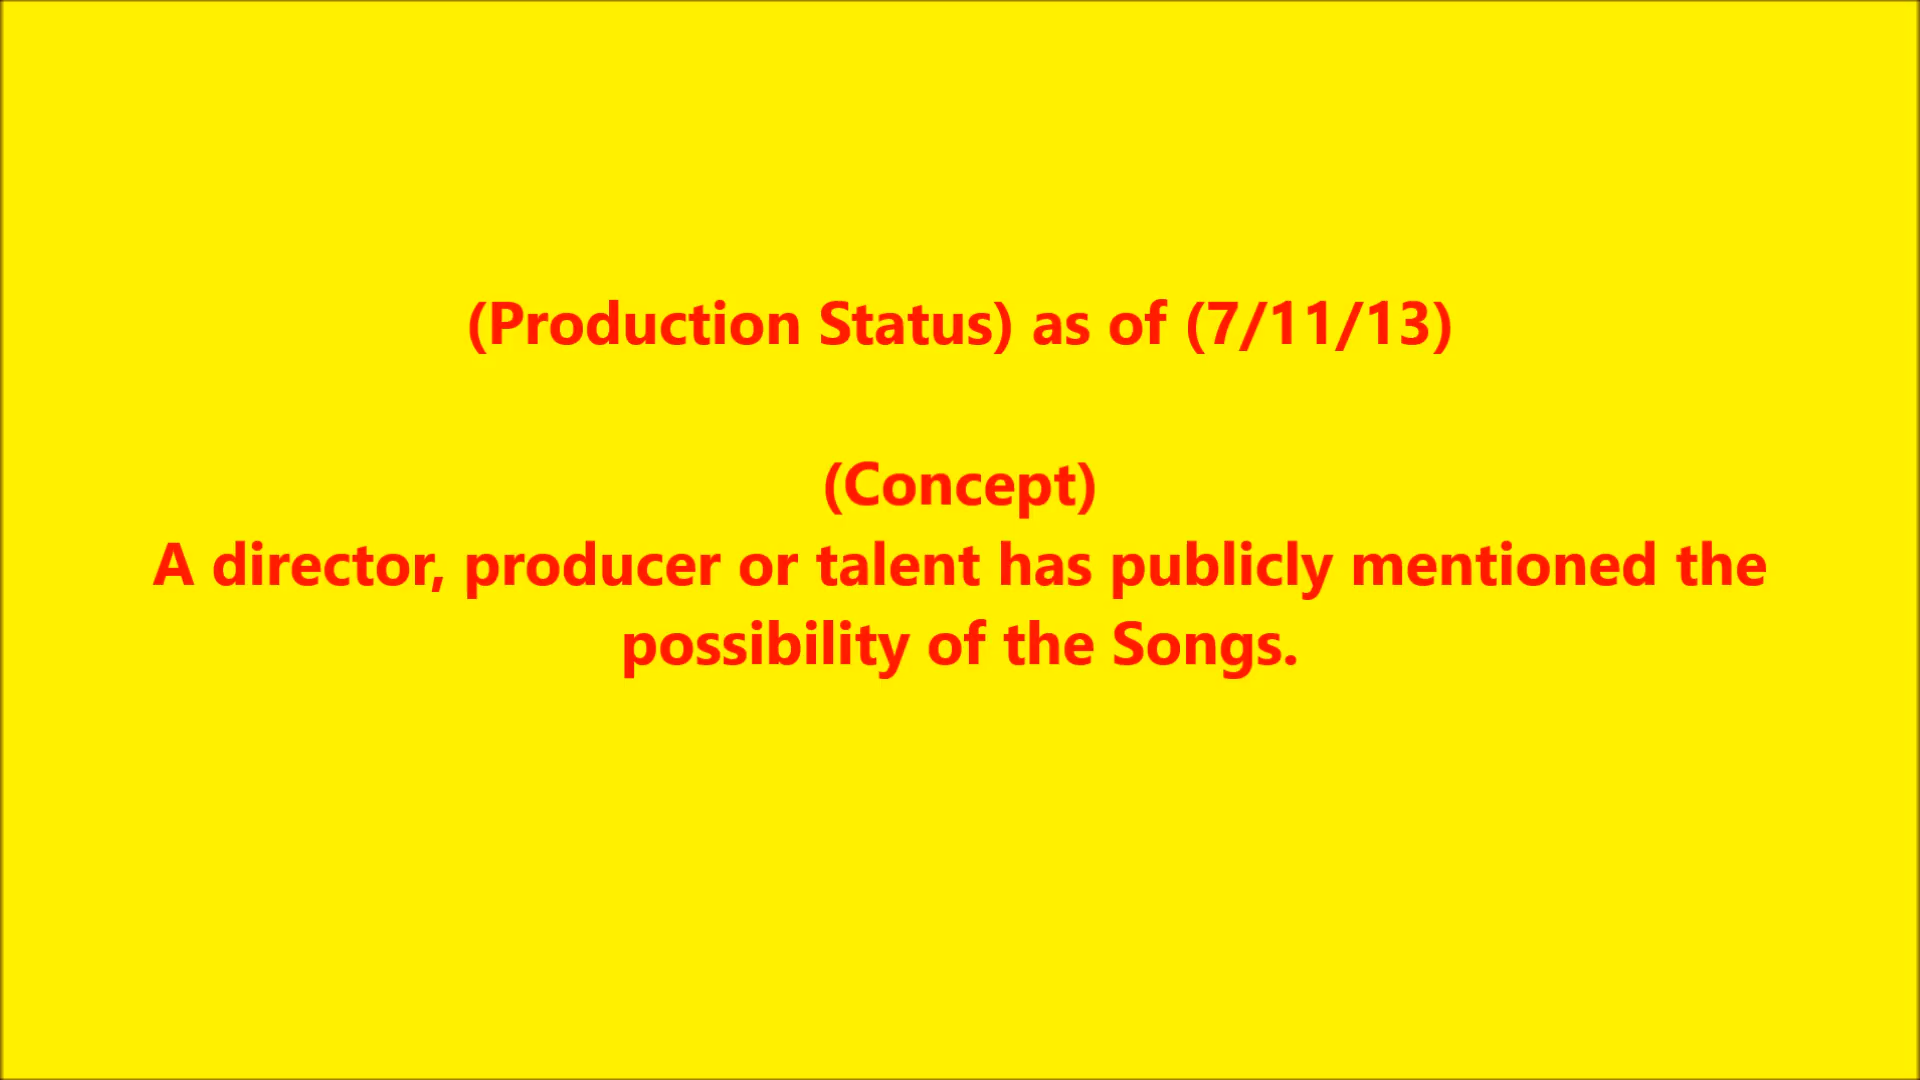 (Production Status) as of (7/11/13)
(Concept)
A director, producer or talent has publicly mentioned the
possibility of the Songs.